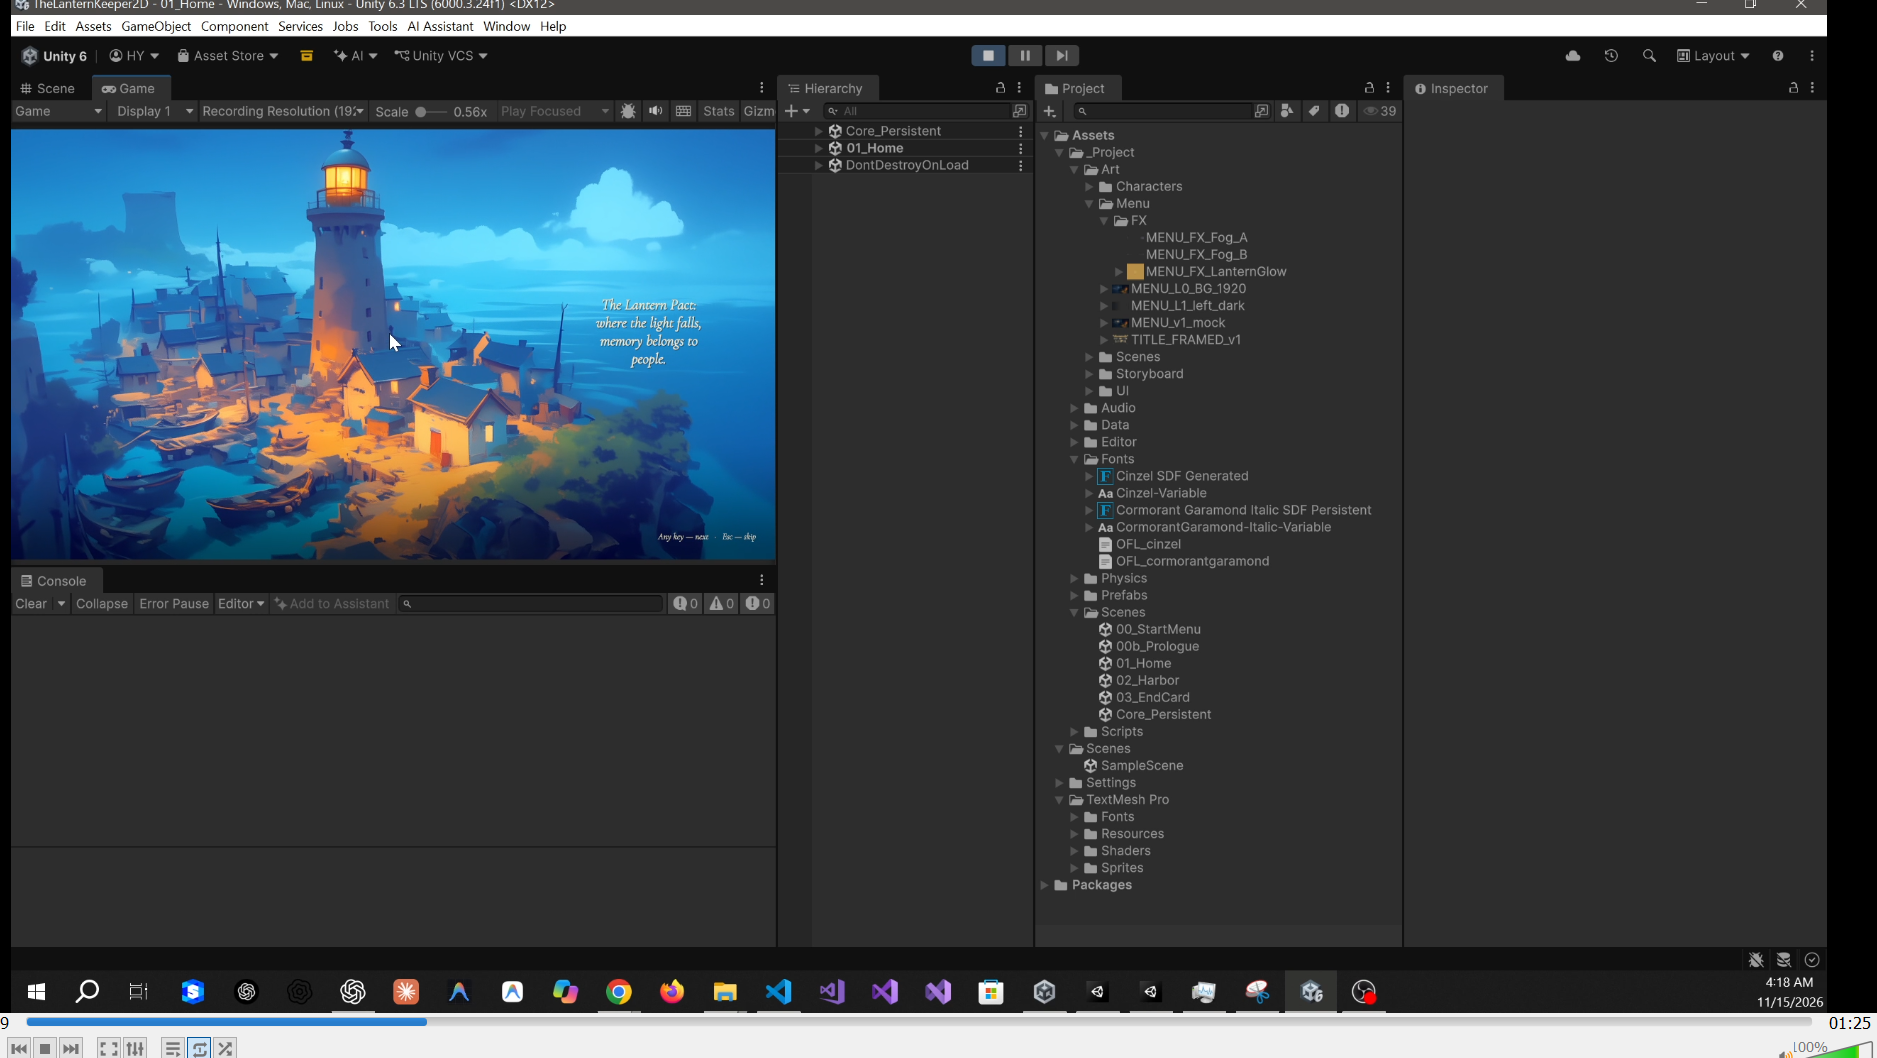 TheLanternKeeper2D - 01_Home - Windows, Mac, Linux - Unity 6.3 LTS (6000.3.24f1) <DX12>
File Edit Assets GameObject Component Services Jobs Tools AI Assistant Window Help
Unity 6 HY Asset Store AI Unity VCS Layout
Scene Game
Game Display 1 Recording Resolution (192 Scale 0.56x Play Focused Stats Gizm
The Lantern Pact:
where the light falls,
memory belongs to
people.
Any key — next · Esc — skip
Console
Clear Collapse Error Pause Editor Add to Assistant 0 0 0
Hierarchy
All
Core_Persistent
01_Home
DontDestroyOnLoad
Project
39
Assets
_Project
Art
Characters
Menu
FX
MENU_FX_Fog_A
MENU_FX_Fog_B
MENU_FX_LanternGlow
MENU_L0_BG_1920
MENU_L1_left_dark
MENU_v1_mock
TITLE_FRAMED_v1
Scenes
Storyboard
UI
Audio
Data
Editor
Fonts
Cinzel SDF Generated
Aa Cinzel-Variable
Cormorant Garamond Italic SDF Persistent
Aa CormorantGaramond-Italic-Variable
OFL_cinzel
OFL_cormorantgaramond
Physics
Prefabs
Scenes
00_StartMenu
00b_Prologue
01_Home
02_Harbor
03_EndCard
Core_Persistent
Scripts
Scenes
SampleScene
Settings
TextMesh Pro
Fonts
Resources
Shaders
Sprites
Packages
Inspector
4:18 AM
11/15/2026
9 01:25
100%